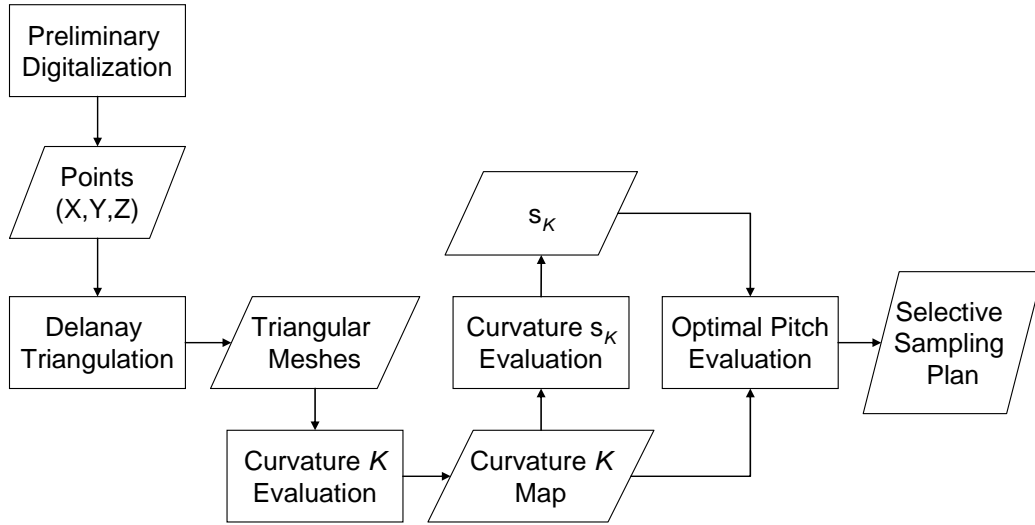 Preliminary
Digitalization
Points
(X,Y,Z)
Delanay
Triangulation
Triangular
Meshes
Curvature K
Evaluation
Curvature K
Map
Curvature sK
Evaluation
sK
Optimal Pitch
Evaluation
Selective
Sampling
Plan